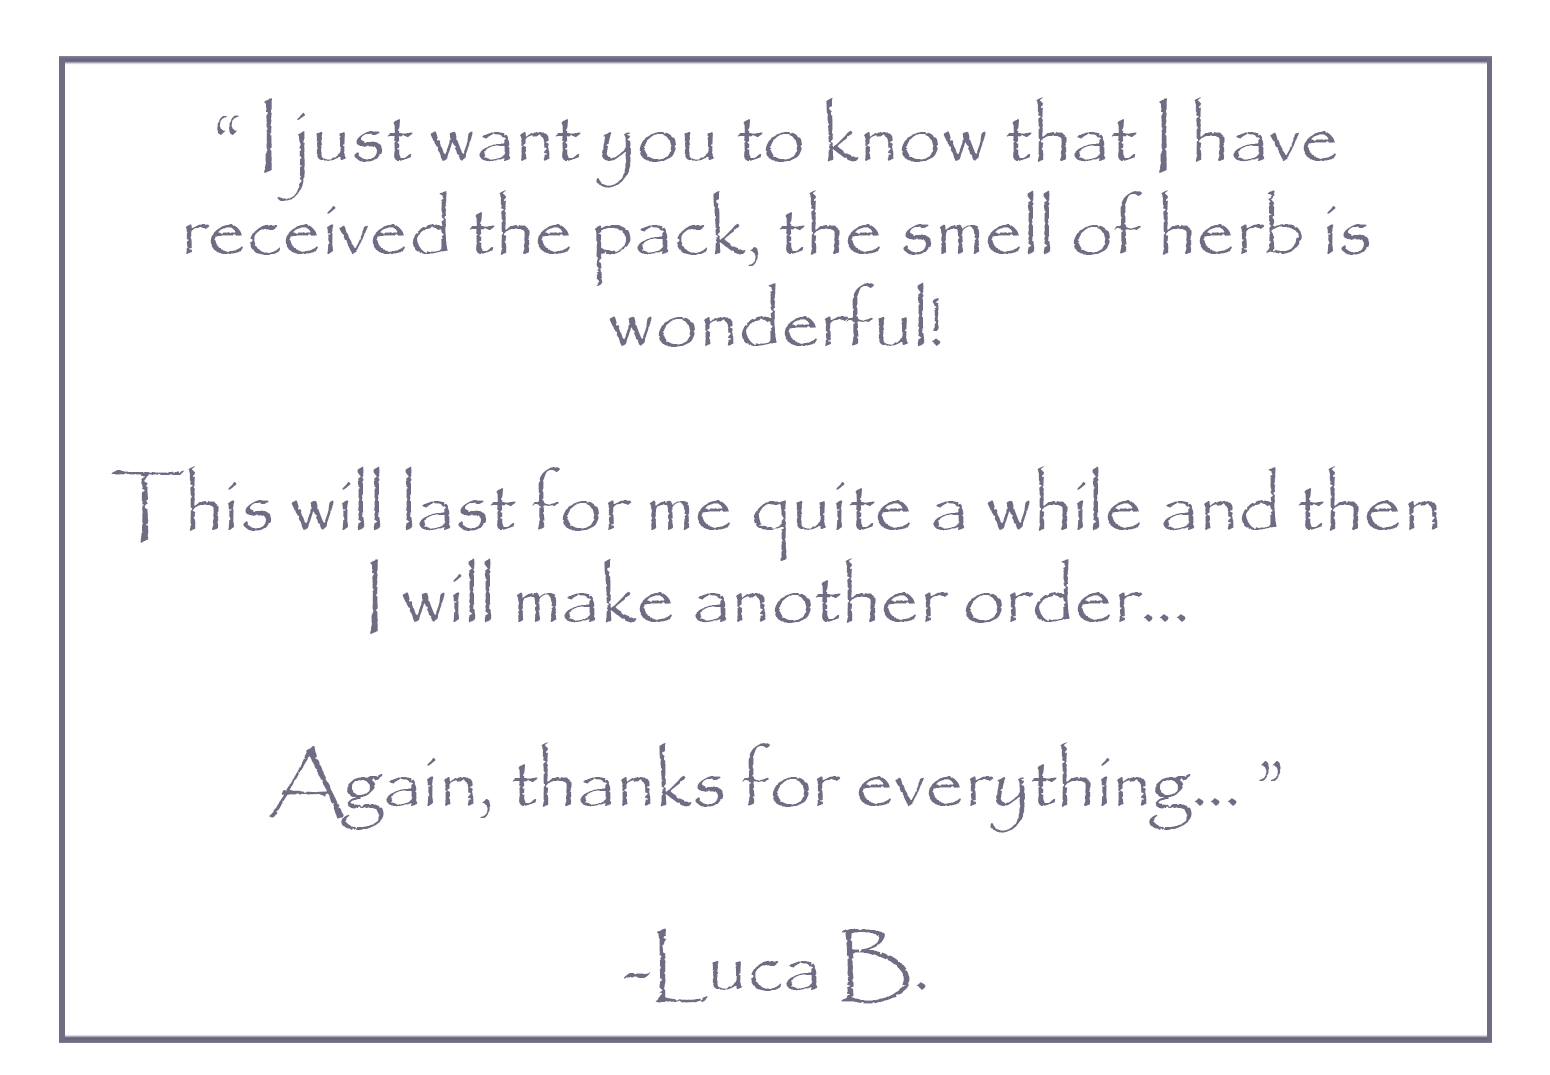 “ I just want you to know that I have
received the pack, the smell of herb is
wonderful!
This will last for me quite a while and then
I will make another order...
Again, thanks for everything... ”
-Luca B.